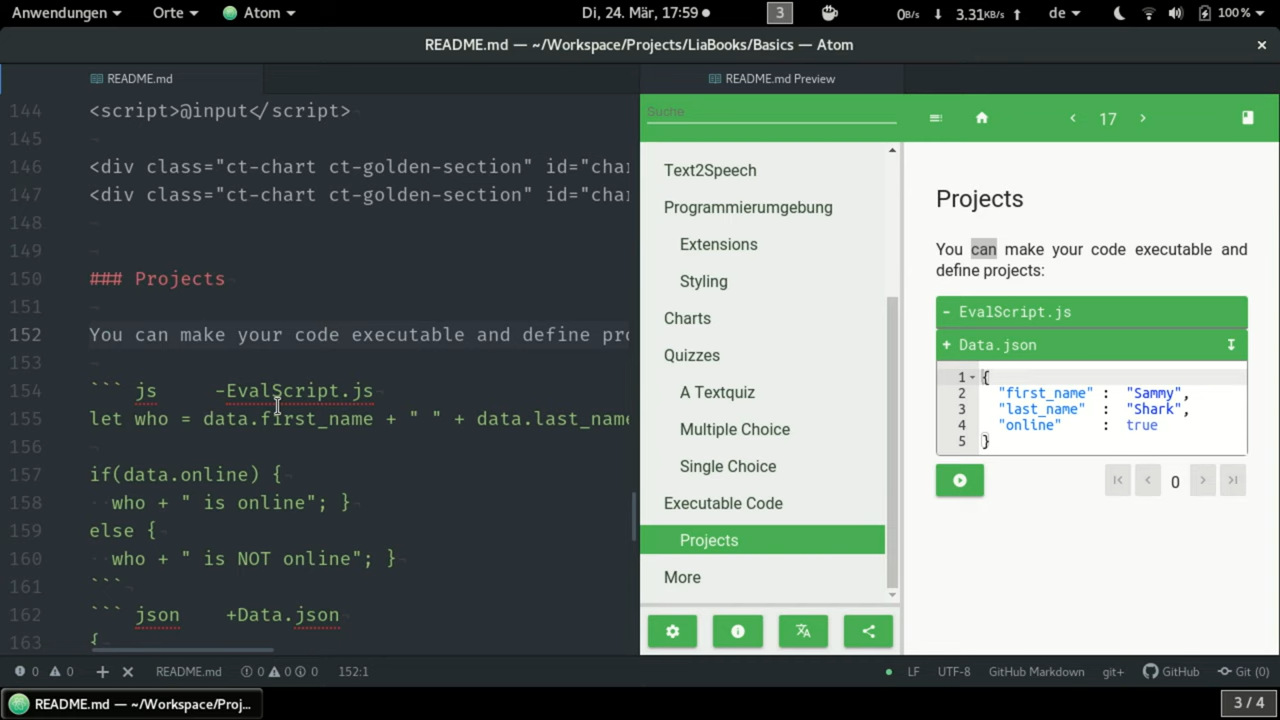 Anwendungen Orte Atom Di, 24. Mär, 17:59 3 0B/s 3.31KB/s de 100 %
README.md — ~/Workspace/Projects/LiaBooks/Basics — Atom
README.md
README.md Preview
144 <script>@input</script>
145
146 <div class="ct-chart ct-golden-section" id="char
147 <div class="ct-chart ct-golden-section" id="char
148
149
150 ### Projects
151
152 You can make your code executable and define pro
153
154 ``` js -EvalScript.js
155 let who = data.first_name + " " + data.last_name
156
157 if(data.online) {
158 who + " is online"; }
159 else {
160 who + " is NOT online"; }
161 ```
162 ``` json +Data.json
163 {
Suche
17
Text2Speech
Programmierumgebung
Extensions
Styling
Charts
Quizzes
A Textquiz
Multiple Choice
Single Choice
Executable Code
Projects
More
Projects
You can make your code executable and
define projects:
- EvalScript.js
+ Data.json
1 {
2 "first_name" : "Sammy",
3 "last_name" : "Shark",
4 "online" : true
5 }
0
0 0 README.md 0 0 0 152:1 LF UTF-8 GitHub Markdown git+ GitHub Git (0)
README.md — ~/Workspace/Proj... 3 / 4